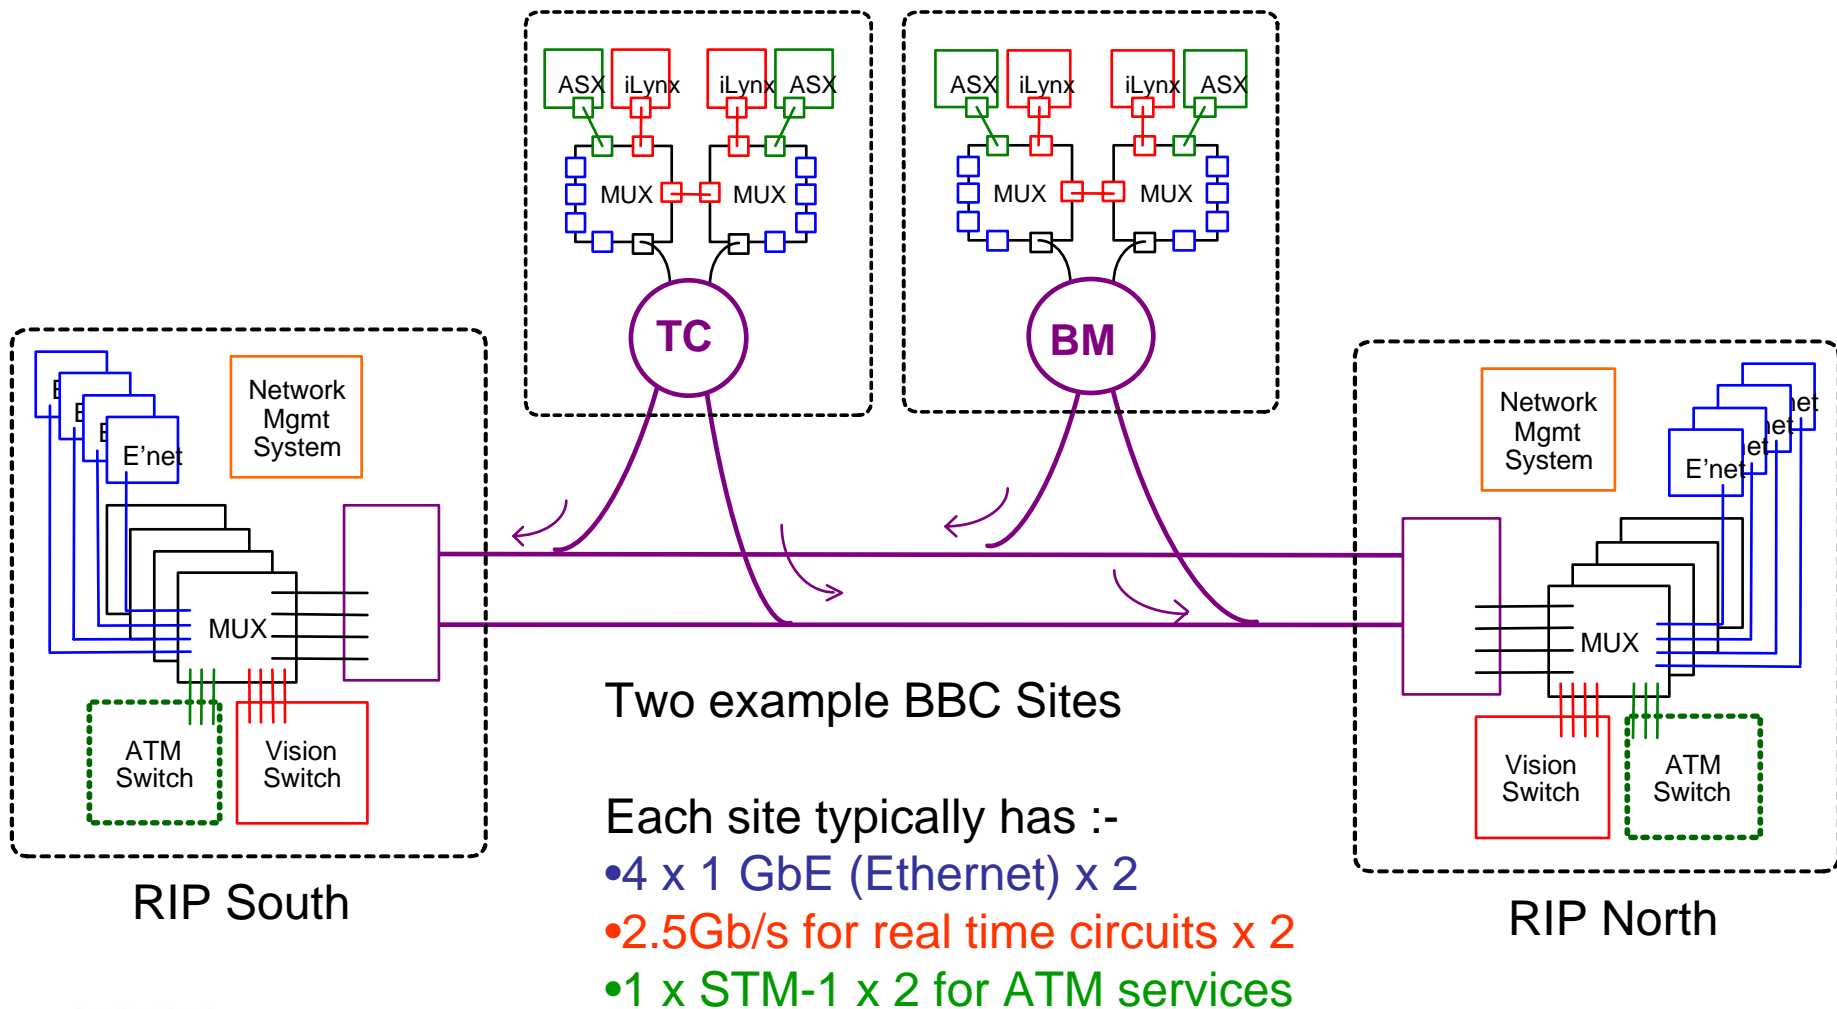 ASX iLynx iLynx ASX
ASX iLynx iLynx ASX
MUX MUX
MUX MUX
TC
BM
E
E
E
E'net
Network
Mgmt
System
MUX
ATM
Switch
Vision
Switch
RIP South
Network
Mgmt
System
net
net
net
E'net
MUX
Vision
Switch
ATM
Switch
RIP North
Two example BBC Sites
Each site typically has :-
•4 x 1 GbE (Ethernet) x 2
•2.5Gb/s for real time circuits x 2
•1 x STM-1 x 2 for ATM services